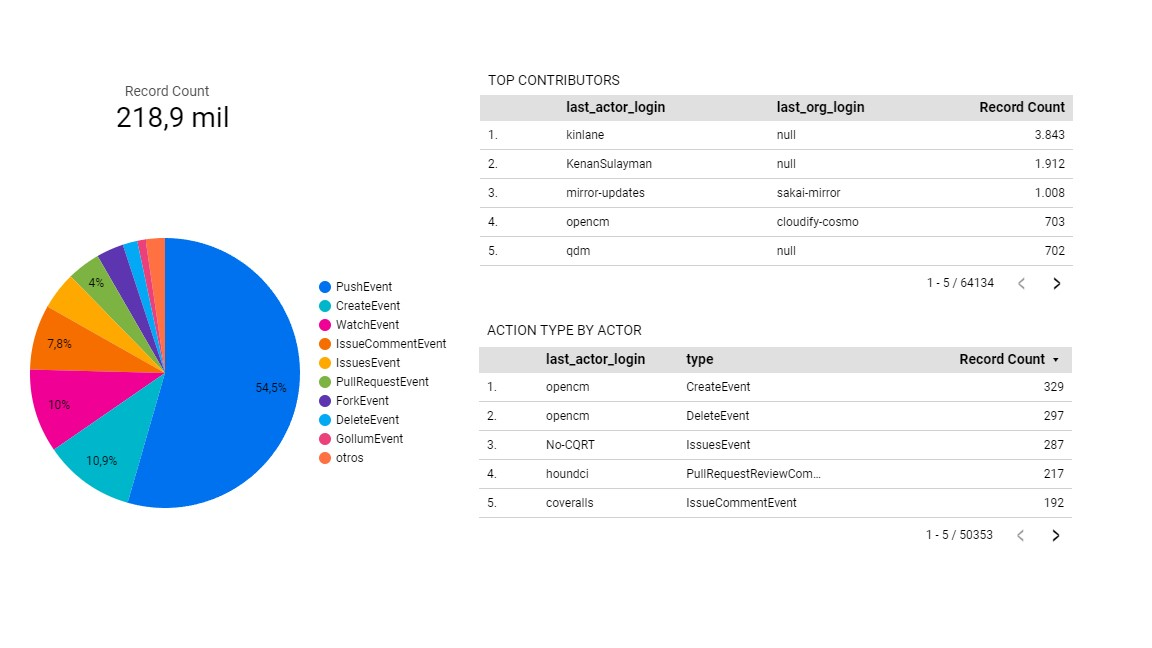 Record Count
218,9 mil
54,5%
10,9%
10%
7,8%
4%
PushEvent
CreateEvent
WatchEvent
IssueCommentEvent
IssuesEvent
PullRequestEvent
ForkEvent
DeleteEvent
GollumEvent
otros
TOP CONTRIBUTORS
last_actor_login last_org_login Record Count
1. kinlane null 3.843
2. KenanSulayman null 1.912
3. mirror-updates sakai-mirror 1.008
4. opencm cloudify-cosmo 703
5. qdm null 702
1 - 5 / 64134
ACTION TYPE BY ACTOR
last_actor_login type Record Count
1. opencm CreateEvent 329
2. opencm DeleteEvent 297
3. No-CQRT IssuesEvent 287
4. houndci PullRequestReviewCom... 217
5. coveralls IssueCommentEvent 192
1 - 5 / 50353